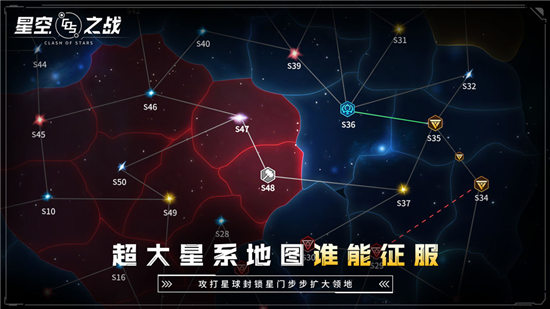 星空 之战
CLASH OF STARS
S40
S31
S44
S39
S32
S46
S36
S45
S47
S35
S50
S48
S34
S10
S49
S37
S28
S30
S29
S16
超大星系地图谁能征服
攻打星球封锁星门步步扩大领地